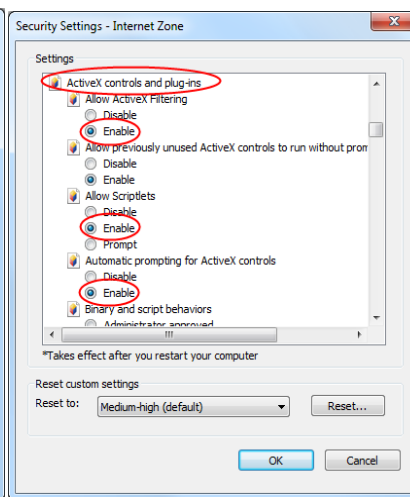 Security Settings - Internet Zone
Settings
ActiveX controls and plug-ins
Allow ActiveX Filtering
Disable
Enable
Allow previously unused ActiveX controls to run without prom
Disable
Enable
Allow Scriptlets
Disable
Enable
Prompt
Automatic prompting for ActiveX controls
Disable
Enable
Binary and script behaviors
Administrator approved
*Takes effect after you restart your computer
Reset custom settings
Reset to: Medium-high (default) Reset...
OK Cancel